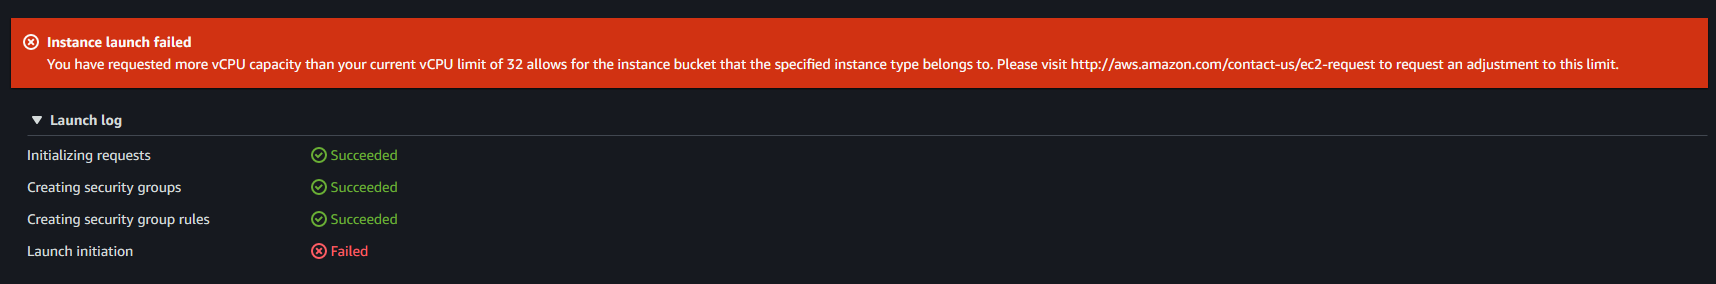 Instance launch failed
You have requested more vCPU capacity than your current vCPU limit of 32 allows for the instance bucket that the specified instance type belongs to. Please visit http://aws.amazon.com/contact-us/ec2-request to request an adjustment to this limit.
Launch log
Initializing requests Succeeded
Creating security groups Succeeded
Creating security group rules Succeeded
Launch initiation Failed